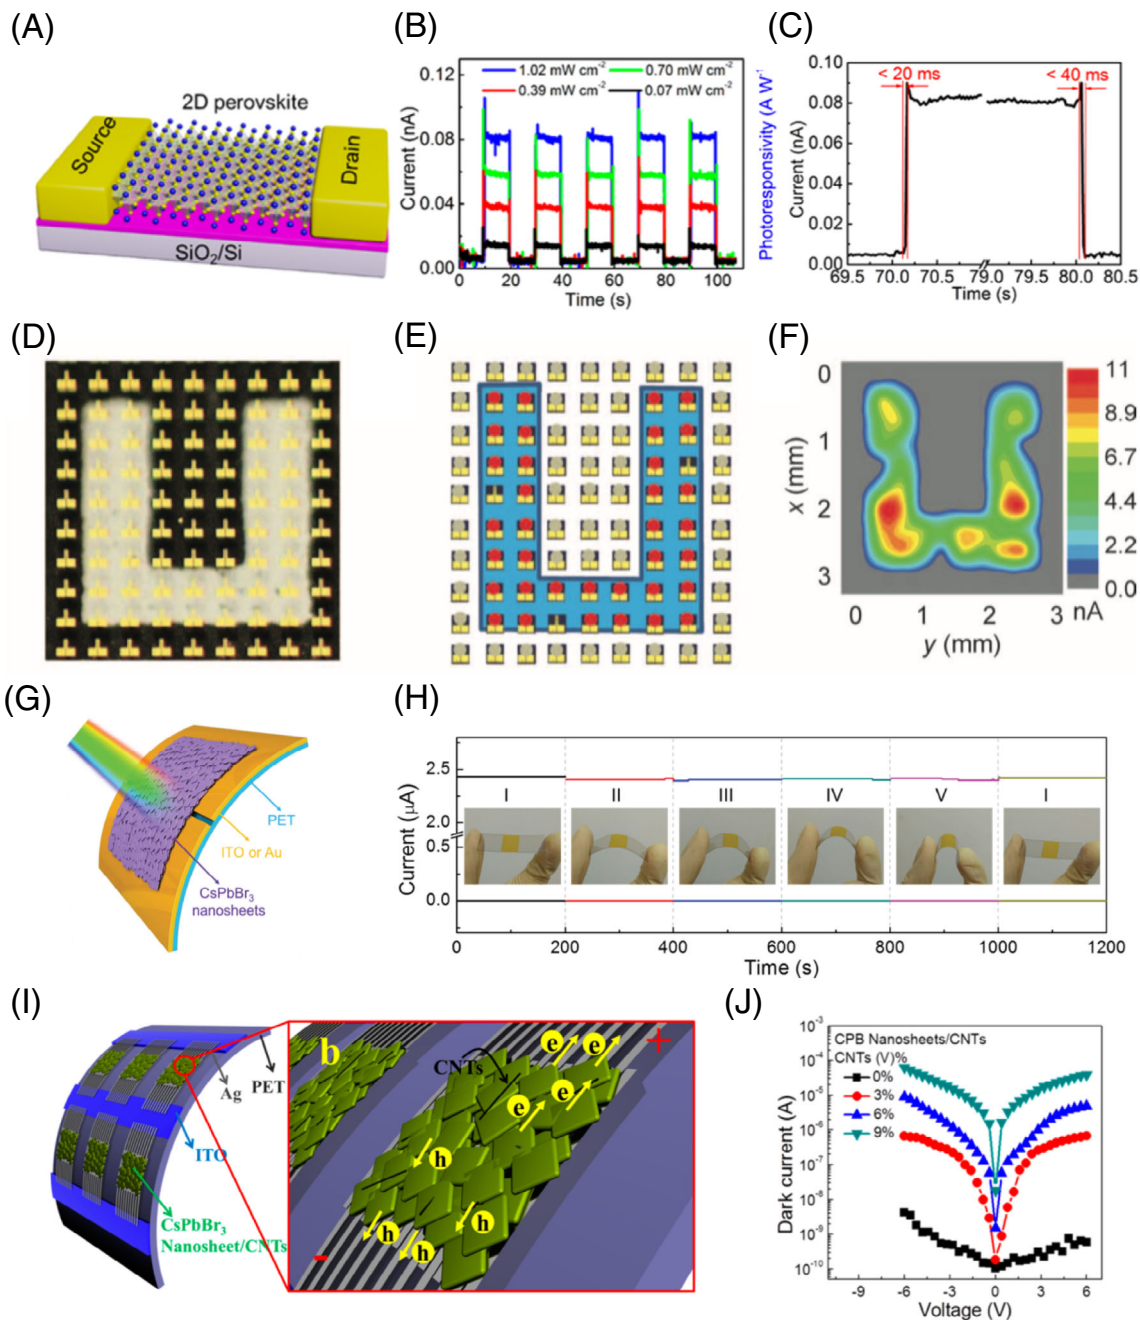 (A)
2D perovskite
Source
Drain
SiO2/Si
(B)
1.02 mW cm-2
0.70 mW cm-2
0.39 mW cm-2
0.07 mW cm-2
0.12
0.08
0.04
0.00
Current (nA)
0 20 40 60 80 100
Time (s)
(C)
Photoresponsivity (A W-1
Current (nA)
< 20 ms
< 40 ms
0.10
0.08
0.06
0.04
0.02
0.00
69.5 70.0 70.5 79.0 79.5 80.0 80.5
Time (s)
(D)
(E)
(F)
0
1
2
3
x (mm)
0 1 2 3
y (mm)
11
8.9
6.7
4.4
2.2
0.0
nA
(G)
PET
ITO or Au
CsPbBr3
nanosheets
(H)
Current (μA)
2.5
2.0
0.5
0.0
I II III IV V I
0 200 400 600 800 1000 1200
Time (s)
(I)
Ag
PET
ITO
CsPbBr3
Nanosheet/CNTs
b
CNTs
e
e
e
e
h
h
h
h
+
-
(J)
CPB Nanosheets/CNTs
CNTs (V)%
0%
3%
6%
9%
Dark current (A)
10-3
10-4
10-5
10-6
10-7
10-8
10-9
10-10
-9 -6 -3 0 3 6
Voltage (V)